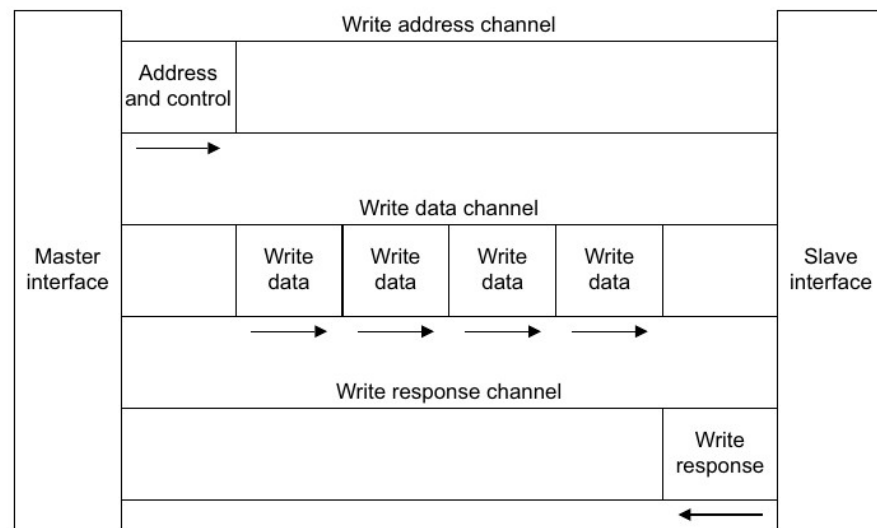 Write address channel
Address
and control
Write data channel
Master
interface
Write
data
Write
data
Write
data
Write
data
Slave
interface
Write response channel
Write
response